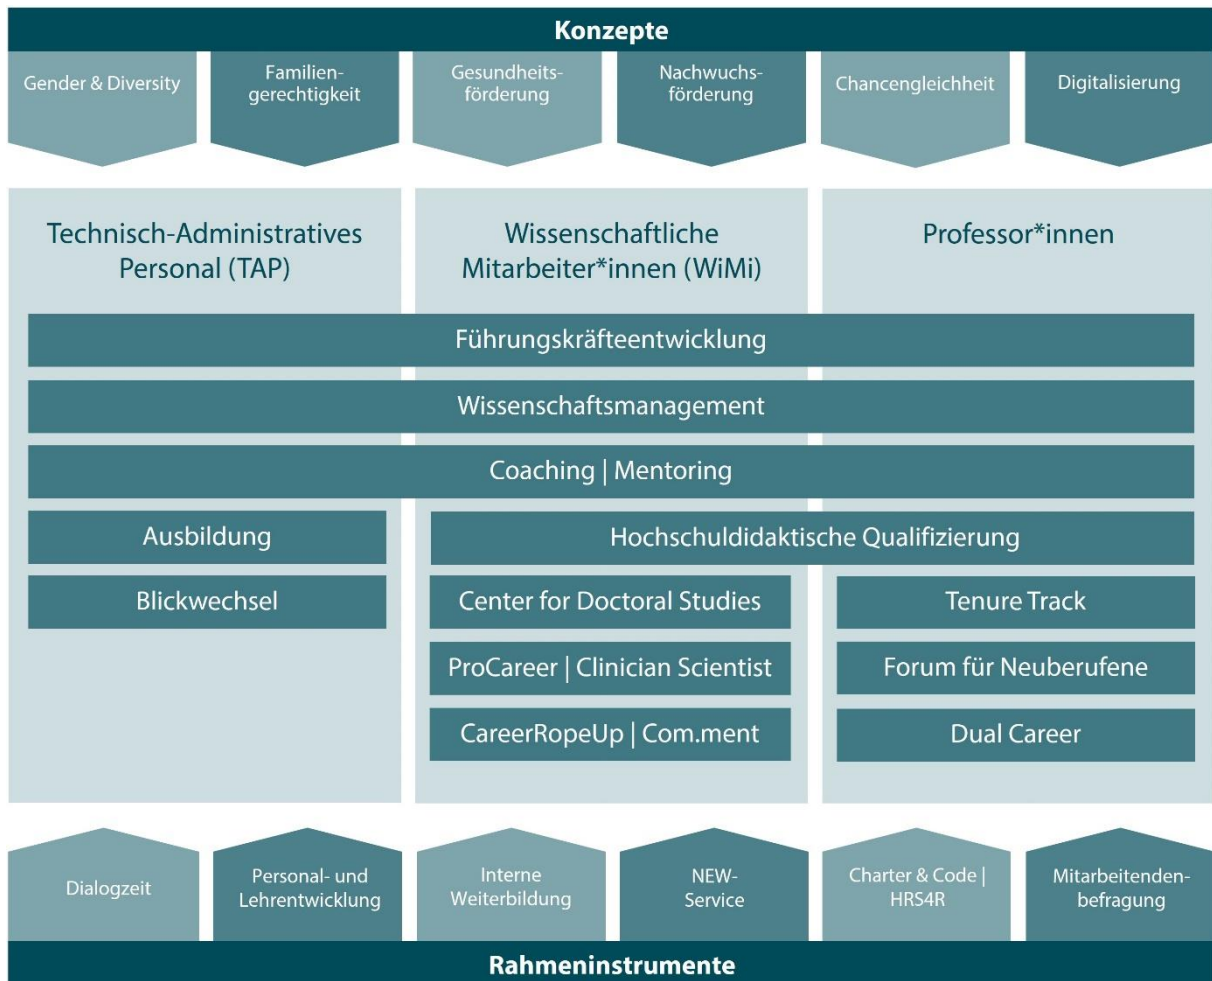 Konzepte
Gender & Diversity
Familien-
gerechtigkeit
Gesundheits-
förderung
Nachwuchs-
förderung
Chancengleichheit
Digitalisierung
Technisch-Administratives
Personal (TAP)
Wissenschaftliche
Mitarbeiter*innen (WiMi)
Professor*innen
Führungskräfteentwicklung
Wissenschaftsmanagement
Coaching | Mentoring
Ausbildung
Hochschuldidaktische Qualifizierung
Blickwechsel
Center for Doctoral Studies
Tenure Track
ProCareer | Clinician Scientist
Forum für Neuberufene
CareerRopeUp | Com.ment
Dual Career
Dialogzeit
Personal- und
Lehrentwicklung
Interne
Weiterbildung
NEW-
Service
Charter & Code |
HRS4R
Mitarbeitenden-
befragung
Rahmeninstrumente